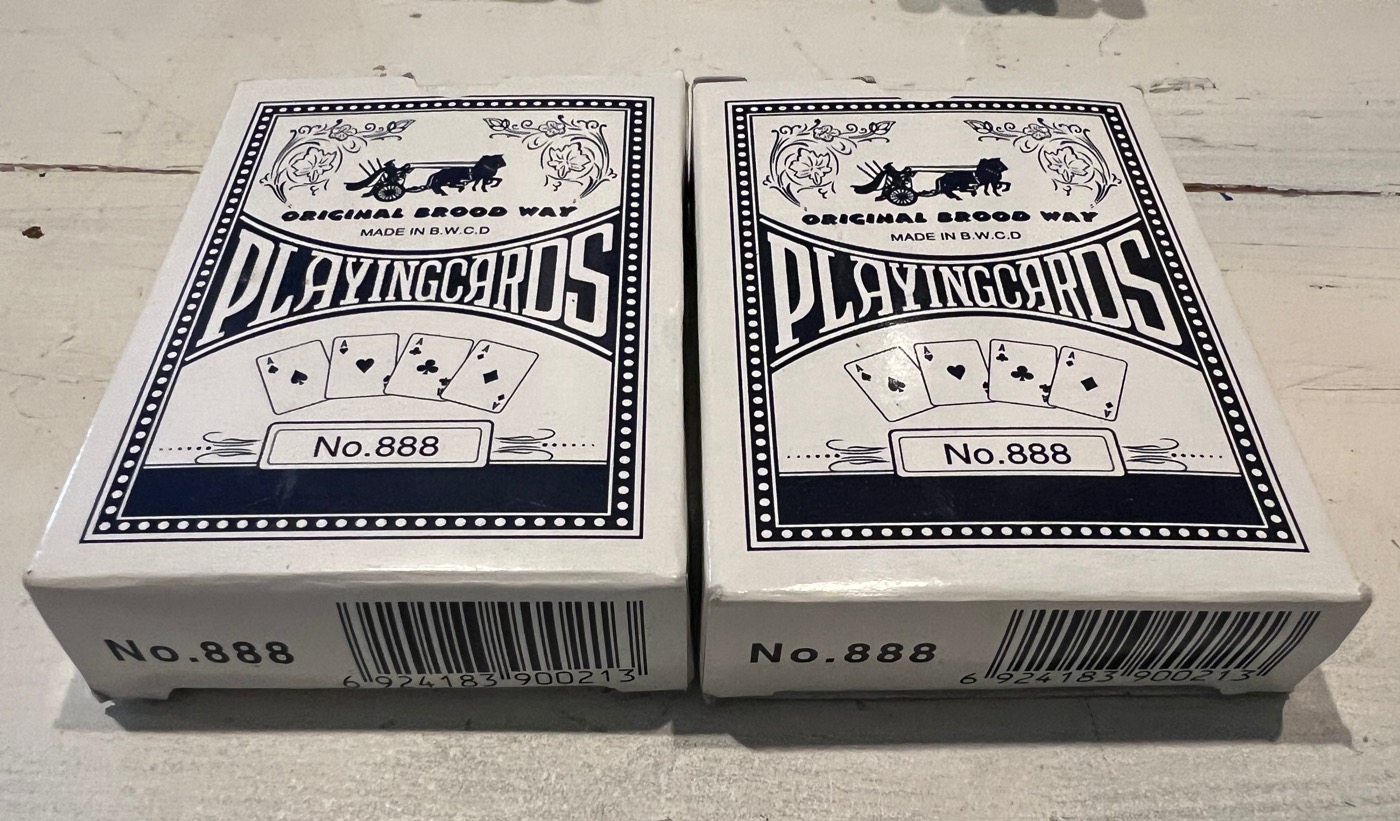 ORIGINAL BROOD WAY
MADE IN B.W.C.D
PLAYINGCARDS
A
A
A
A
A
No.888
No.888
6 924183 900213
ORIGINAL BROOD WAY
MADE IN B.W.C.D
PLAYINGCARDS
A
A
A
A
A
No.888
No.888
6 924183 900213